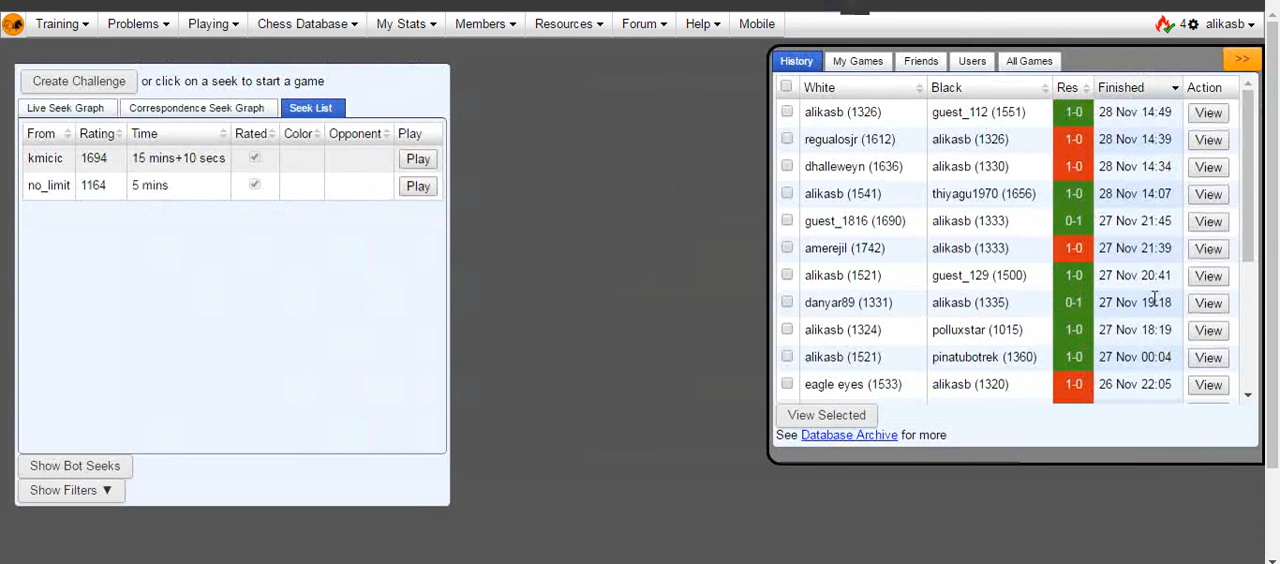 Training Problems Playing Chess Database My Stats Members Resources Forum Help Mobile 4 alikasb
Create Challenge or click on a seek to start a game
Live Seek Graph Correspondence Seek Graph Seek List
From Rating Time Rated Color Opponent Play
kmicic 1694 15 mins+10 secs Play
no_limit 1164 5 mins Play
Show Bot Seeks
Show Filters ▼
History My Games Friends Users All Games >>
White Black Res Finished Action
alikasb (1326) guest_112 (1551) 1-0 28 Nov 14:49 View
regualosjr (1612) alikasb (1326) 1-0 28 Nov 14:39 View
dhalleweyn (1636) alikasb (1330) 1-0 28 Nov 14:34 View
alikasb (1541) thiyagu1970 (1656) 1-0 28 Nov 14:07 View
guest_1816 (1690) alikasb (1333) 0-1 27 Nov 21:45 View
amerejil (1742) alikasb (1333) 1-0 27 Nov 21:39 View
alikasb (1521) guest_129 (1500) 1-0 27 Nov 20:41 View
danyar89 (1331) alikasb (1335) 0-1 27 Nov 19:18 View
alikasb (1324) polluxstar (1015) 1-0 27 Nov 18:19 View
alikasb (1521) pinatubotrek (1360) 1-0 27 Nov 00:04 View
eagle eyes (1533) alikasb (1320) 1-0 26 Nov 22:05 View
View Selected
See Database Archive for more